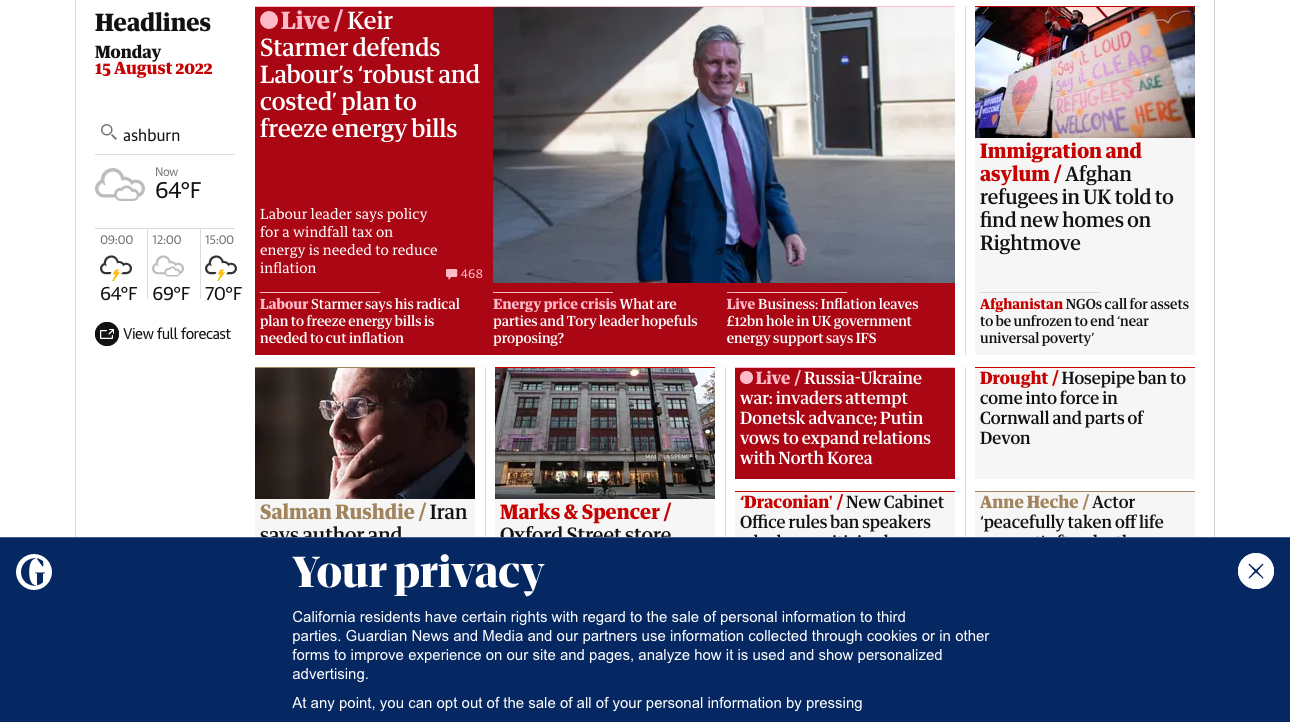 Headlines
Monday
15 August 2022
ashburn
Now
64°F
09:00
12:00
15:00
64°F
69°F
70°F
View full forecast
Live / Keir
Starmer defends
Labour's 'robust and
costed' plan to
freeze energy bills
Labour leader says policy
for a windfall tax on
energy is needed to reduce
inflation
468
Labour Starmer says his radical
plan to freeze energy bills is
needed to cut inflation
Energy price crisis What are
parties and Tory leader hopefuls
proposing?
Live Business: Inflation leaves
£12bn hole in UK government
energy support says IFS
Say it LOUD
Say it CLEAR
REFUGEES ARE
WELCOME HERE
Immigration and
asylum / Afghan
refugees in UK told to
find new homes on
Rightmove
Afghanistan NGOs call for assets
to be unfrozen to end 'near
universal poverty'
Salman Rushdie / Iran
says author and
MARKS & SPENCER
Marks & Spencer /
Oxford Street store
Live / Russia-Ukraine
war: invaders attempt
Donetsk advance; Putin
vows to expand relations
with North Korea
'Draconian' / New Cabinet
Office rules ban speakers
Drought / Hosepipe ban to
come into force in
Cornwall and parts of
Devon
Anne Heche / Actor
'peacefully taken off life
Your privacy
California residents have certain rights with regard to the sale of personal information to third
parties. Guardian News and Media and our partners use information collected through cookies or in other
forms to improve experience on our site and pages, analyze how it is used and show personalized
advertising.
At any point, you can opt out of the sale of all of your personal information by pressing